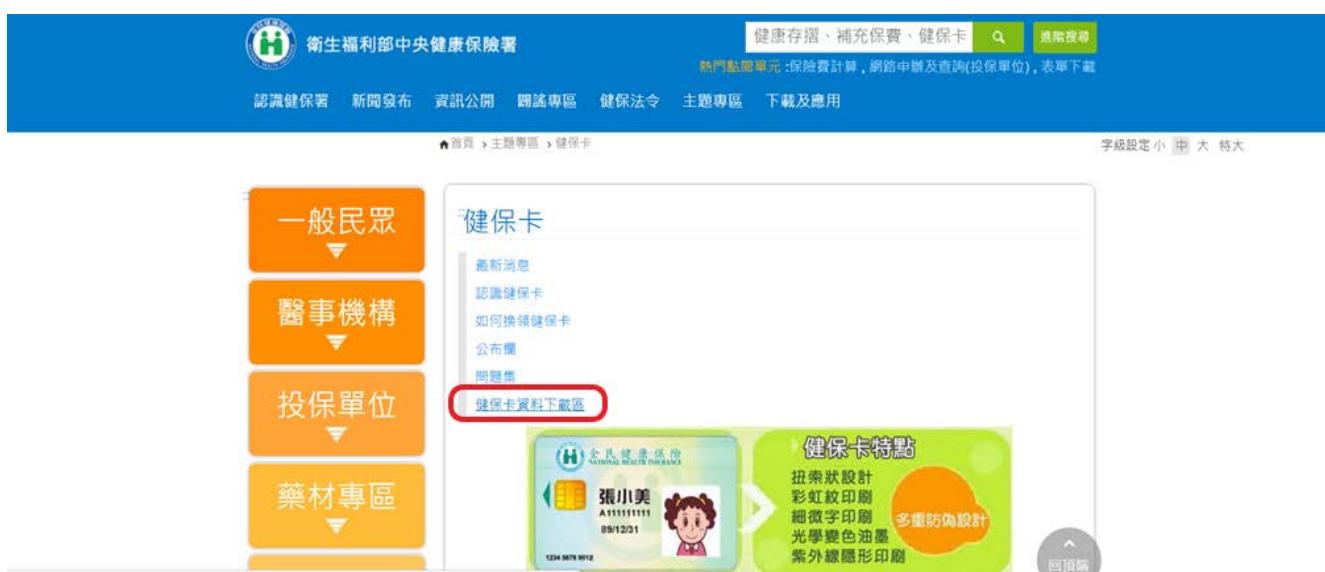 衛生福利部中央健康保險署
健康存摺、補充保費、健保卡
進階搜尋
熱門點閱單元:保險費計算,網路申辦及查詢(投保單位),表單下載
認識健保署 新聞發布 資訊公開 闢謠專區 健保法令 主題專區 下載及應用
首頁 › 主題專區 › 健保卡
字級設定 小 中 大 特大
一般民眾
醫事機構
投保單位
藥材專區
健保卡
最新消息
認識健保卡
如何換領健保卡
公布欄
問題集
健保卡資料下載區
全民健康保險
NATIONAL HEALTH INSURANCE
張小美
A111111111
89/12/31
1234 5678 9012
健保卡特點
扭索狀設計
彩虹紋印刷
細微字印刷
光學變色油墨
紫外線隱形印刷
多重防偽設計
回頂端